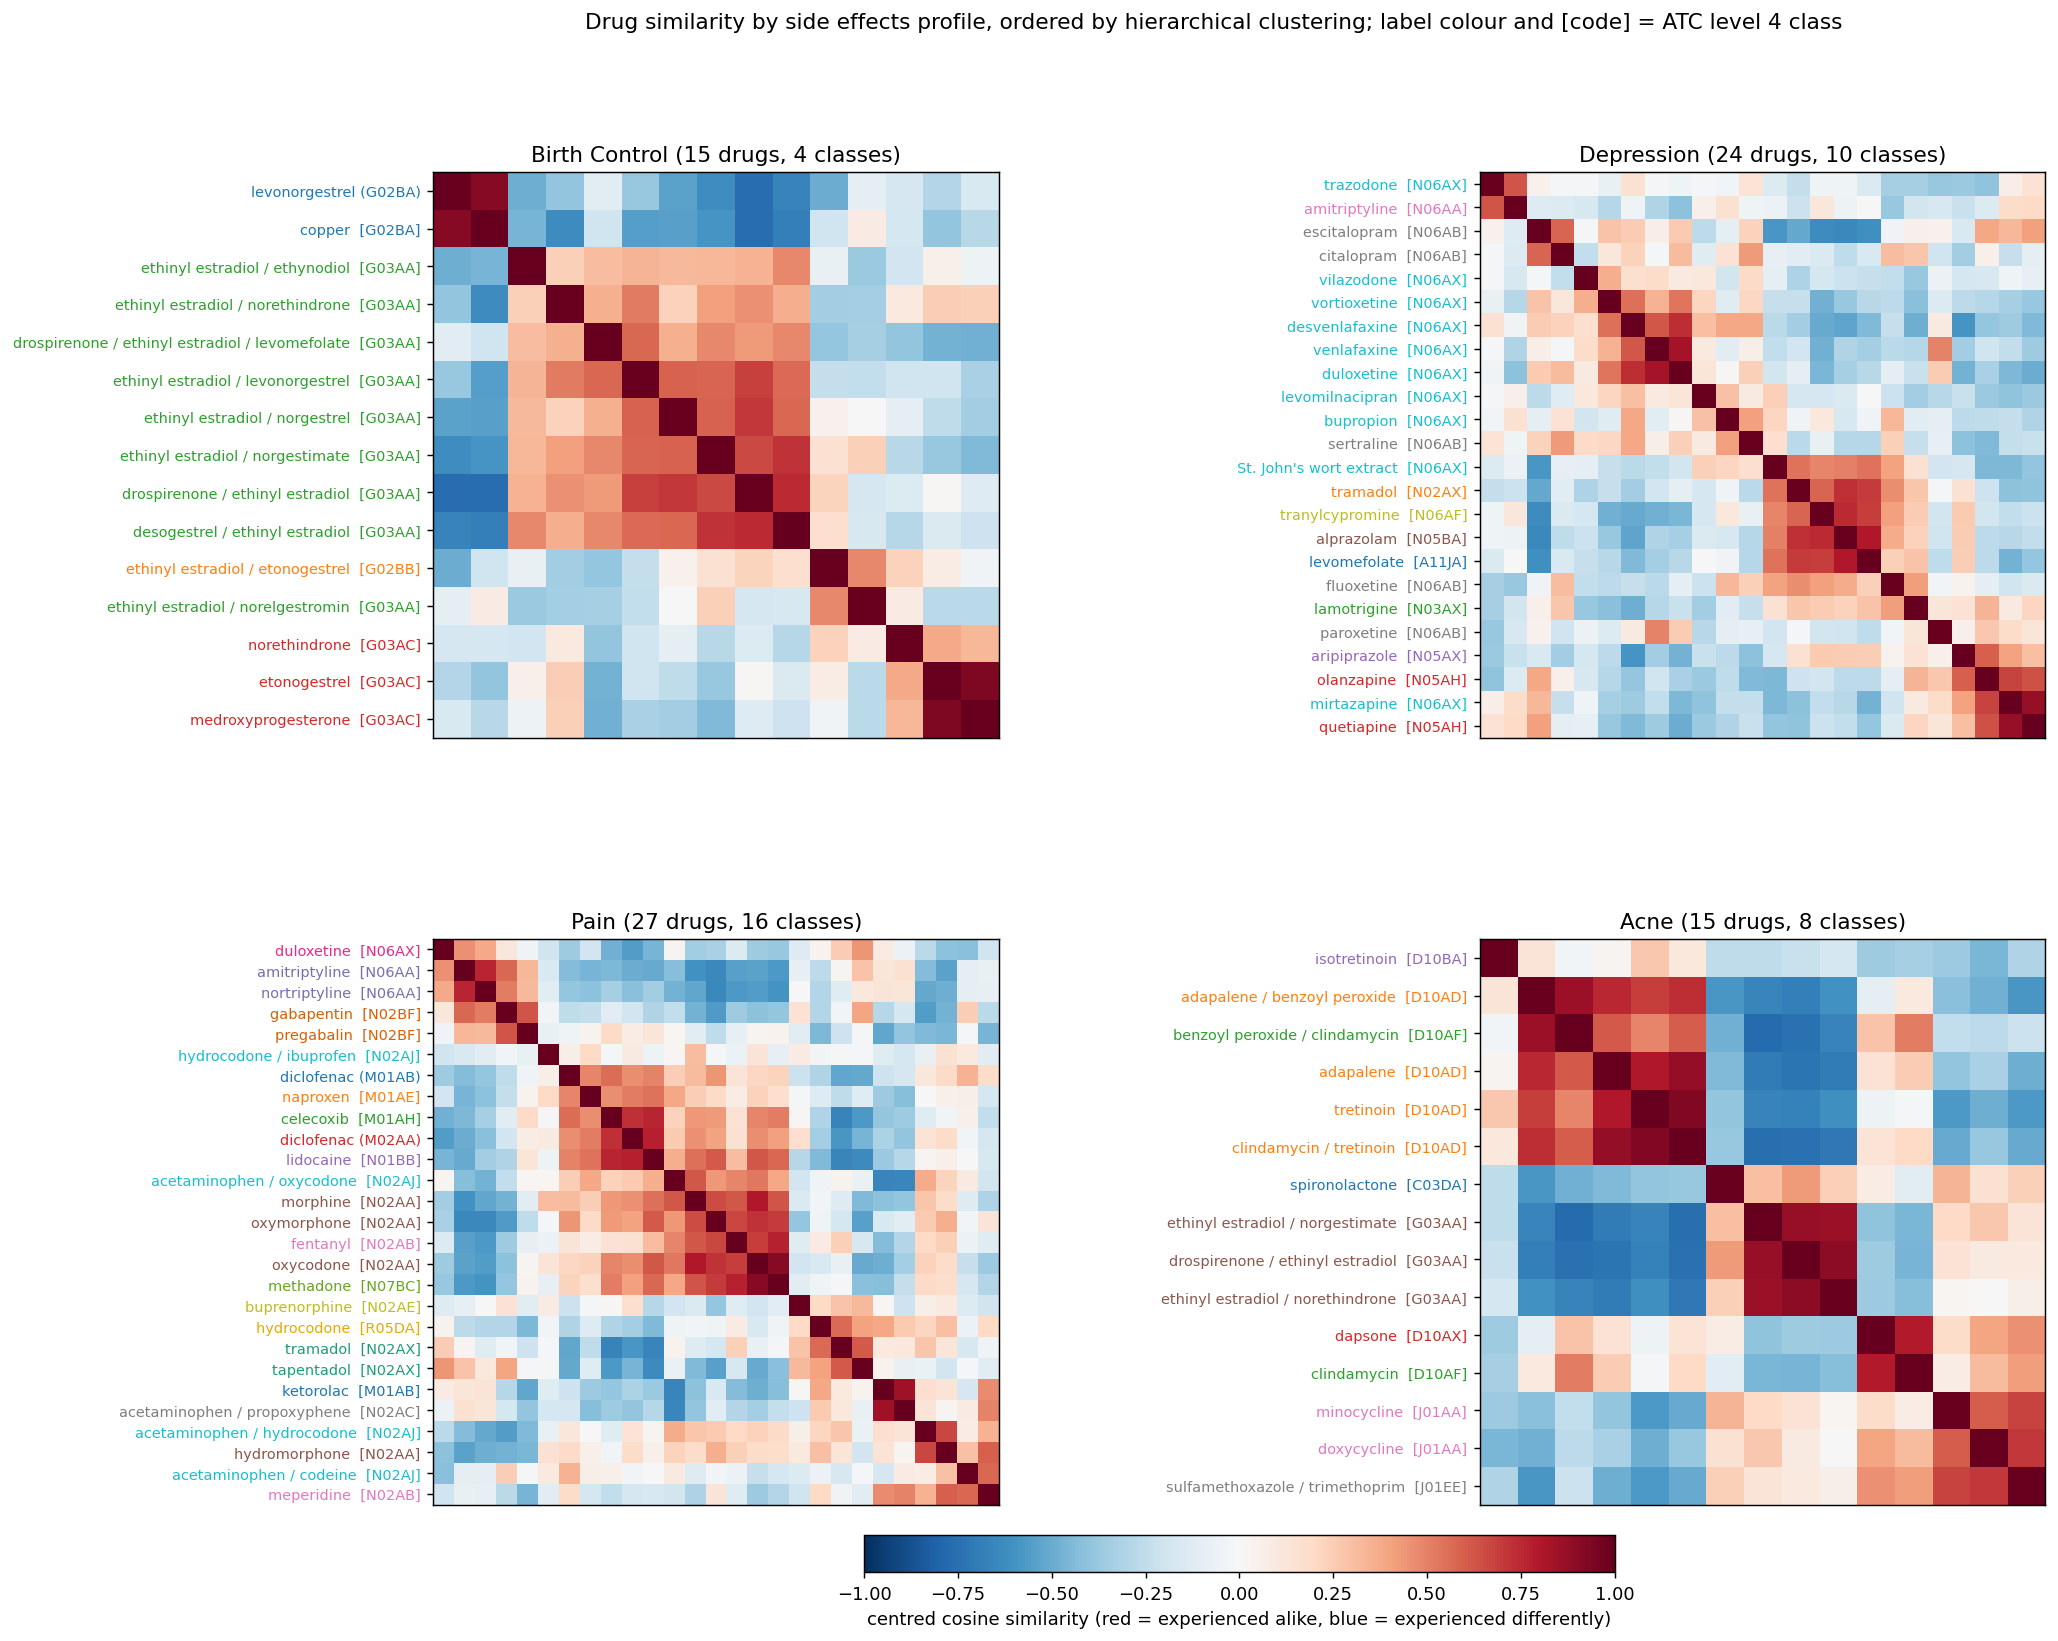 Drug similarity by side effects profile, ordered by hierarchical clustering; label colour and [code] = ATC level 4 class
Birth Control (15 drugs, 4 classes)
levonorgestrel (G02BA)
copper [G02BA]
ethinyl estradiol / ethynodiol [G03AA]
ethinyl estradiol / norethindrone [G03AA]
drospirenone / ethinyl estradiol / levomefolate [G03AA]
ethinyl estradiol / levonorgestrel [G03AA]
ethinyl estradiol / norgestrel [G03AA]
ethinyl estradiol / norgestimate [G03AA]
drospirenone / ethinyl estradiol [G03AA]
desogestrel / ethinyl estradiol [G03AA]
ethinyl estradiol / etonogestrel [G02BB]
ethinyl estradiol / norelgestromin [G03AA]
norethindrone [G03AC]
etonogestrel [G03AC]
medroxyprogesterone [G03AC]
Depression (24 drugs, 10 classes)
trazodone [N06AX]
amitriptyline [N06AA]
escitalopram [N06AB]
citalopram [N06AB]
vilazodone [N06AX]
vortioxetine [N06AX]
desvenlafaxine [N06AX]
venlafaxine [N06AX]
duloxetine [N06AX]
levomilnacipran [N06AX]
bupropion [N06AX]
sertraline [N06AB]
St. John's wort extract [N06AX]
tramadol [N02AX]
tranylcypromine [N06AF]
alprazolam [N05BA]
levomefolate [A11JA]
fluoxetine [N06AB]
lamotrigine [N03AX]
paroxetine [N06AB]
aripiprazole [N05AX]
olanzapine [N05AH]
mirtazapine [N06AX]
quetiapine [N05AH]
Pain (27 drugs, 16 classes)
duloxetine [N06AX]
amitriptyline [N06AA]
nortriptyline [N06AA]
gabapentin [N02BF]
pregabalin [N02BF]
hydrocodone / ibuprofen [N02AJ]
diclofenac (M01AB)
naproxen [M01AE]
celecoxib [M01AH]
diclofenac (M02AA)
lidocaine [N01BB]
acetaminophen / oxycodone [N02AJ]
morphine [N02AA]
oxymorphone [N02AA]
fentanyl [N02AB]
oxycodone [N02AA]
methadone [N07BC]
buprenorphine [N02AE]
hydrocodone [R05DA]
tramadol [N02AX]
tapentadol [N02AX]
ketorolac [M01AB]
acetaminophen / propoxyphene [N02AC]
acetaminophen / hydrocodone [N02AJ]
hydromorphone [N02AA]
acetaminophen / codeine [N02AJ]
meperidine [N02AB]
Acne (15 drugs, 8 classes)
isotretinoin [D10BA]
adapalene / benzoyl peroxide [D10AD]
benzoyl peroxide / clindamycin [D10AF]
adapalene [D10AD]
tretinoin [D10AD]
clindamycin / tretinoin [D10AD]
spironolactone [C03DA]
ethinyl estradiol / norgestimate [G03AA]
drospirenone / ethinyl estradiol [G03AA]
ethinyl estradiol / norethindrone [G03AA]
dapsone [D10AX]
clindamycin [D10AF]
minocycline [J01AA]
doxycycline [J01AA]
sulfamethoxazole / trimethoprim [J01EE]
−1.00 −0.75 −0.50 −0.25 0.00 0.25 0.50 0.75 1.00
centred cosine similarity (red = experienced alike, blue = experienced differently)